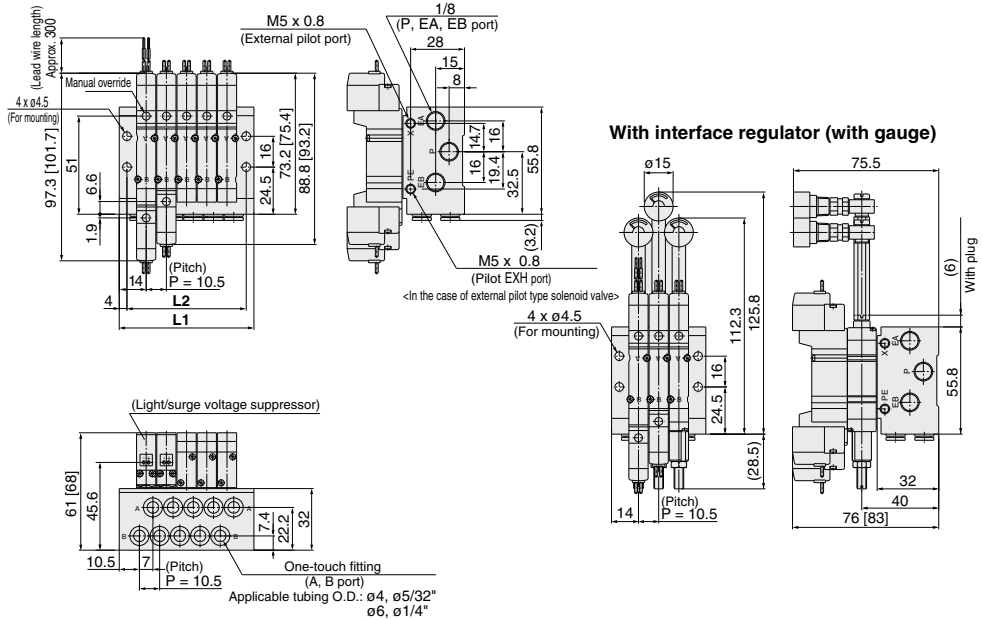 (Lead wire length)
Approx. 300
Manual override
4 x ø4.5
(For mounting)
97.3 [101.7]
51
6.6
1.9
14
(Pitch)
P = 10.5
4
L2
L1
16
24.5
73.2 [75.4]
88.8 [93.2]
A A A A A
B B B B B
M5 x 0.8
(External pilot port)
1/8
(P, EA, EB port)
28
15
8
X
EA
P
PE
EB
14.7
16
16
19.4
32.5
55.8
(3.2)
M5 x 0.8
(Pilot EXH port)
<In the case of external pilot type solenoid valve>
With interface regulator (with gauge)
ø15
75.5
4 x ø4.5
(For mounting)
A A A
B B B
16
24.5
112.3
125.8
(28.5)
14
(Pitch)
P = 10.5
(6)
With plug
X
EA
P
PE
EB
55.8
32
40
76 [83]
(Light/surge voltage suppressor)
61 [68]
45.6
A A
B B
7.4
22.2
32
10.5
7
(Pitch)
P = 10.5
One-touch fitting
(A, B port)
Applicable tubing O.D.: ø4, ø5/32"
ø6, ø1/4"